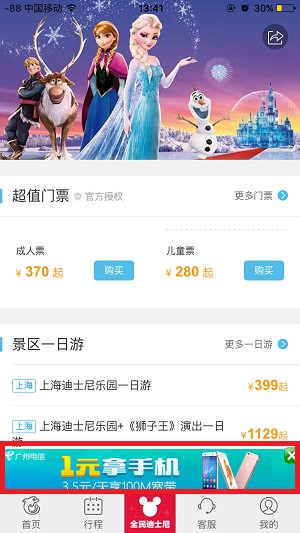 -88 中国移动 13:41 30%
超值门票 官方授权 更多门票
成人票 儿童票
¥ 370 起 购买 ¥ 280 起 购买
景区一日游 更多一日游
上海 上海迪士尼乐园一日游 ¥399起
上海 上海迪士尼乐园+《狮子王》演出一日游 ¥1129起
广州电信
1元拿手机
3.5元/天享100M宽带
首页 行程 全民迪士尼 客服 我的